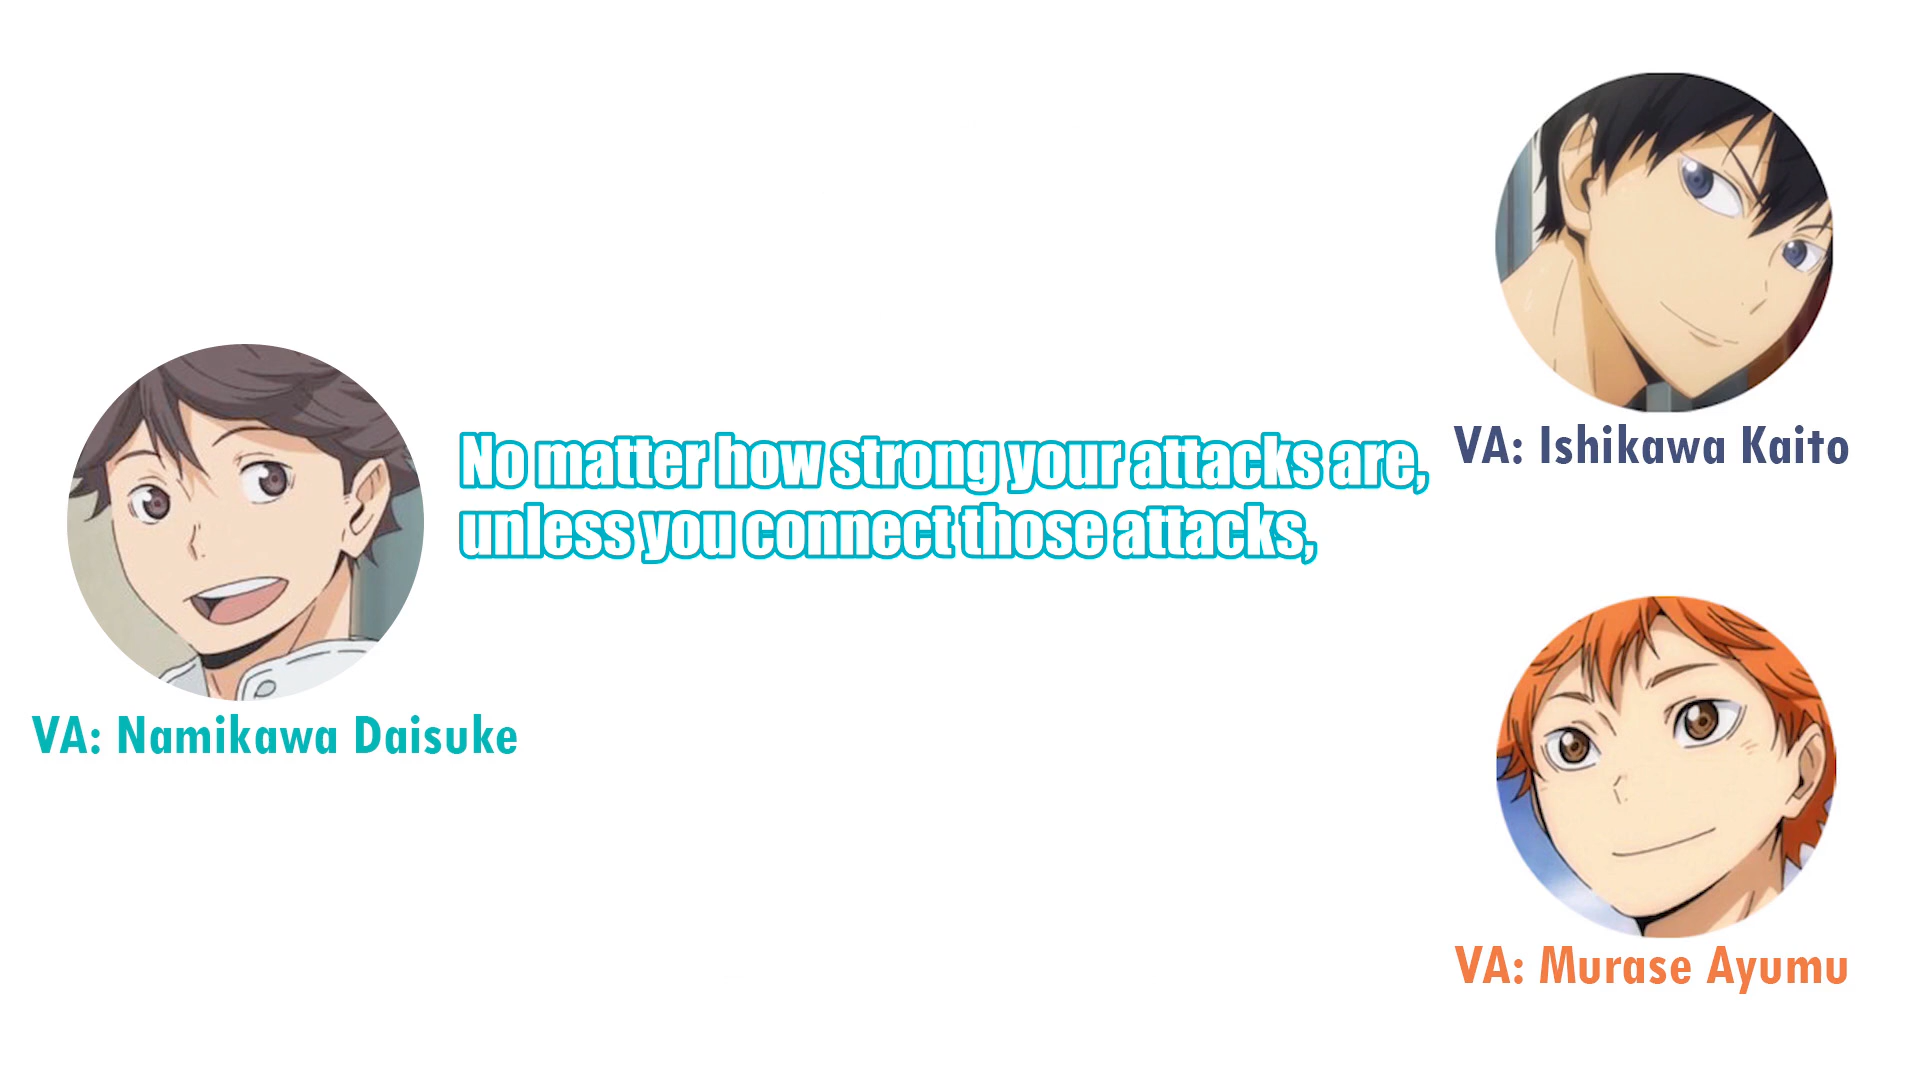 VA: Ishikawa Kaito
No matter how strong your attacks are,
unless you connect those attacks,
VA: Namikawa Daisuke
VA: Murase Ayumu